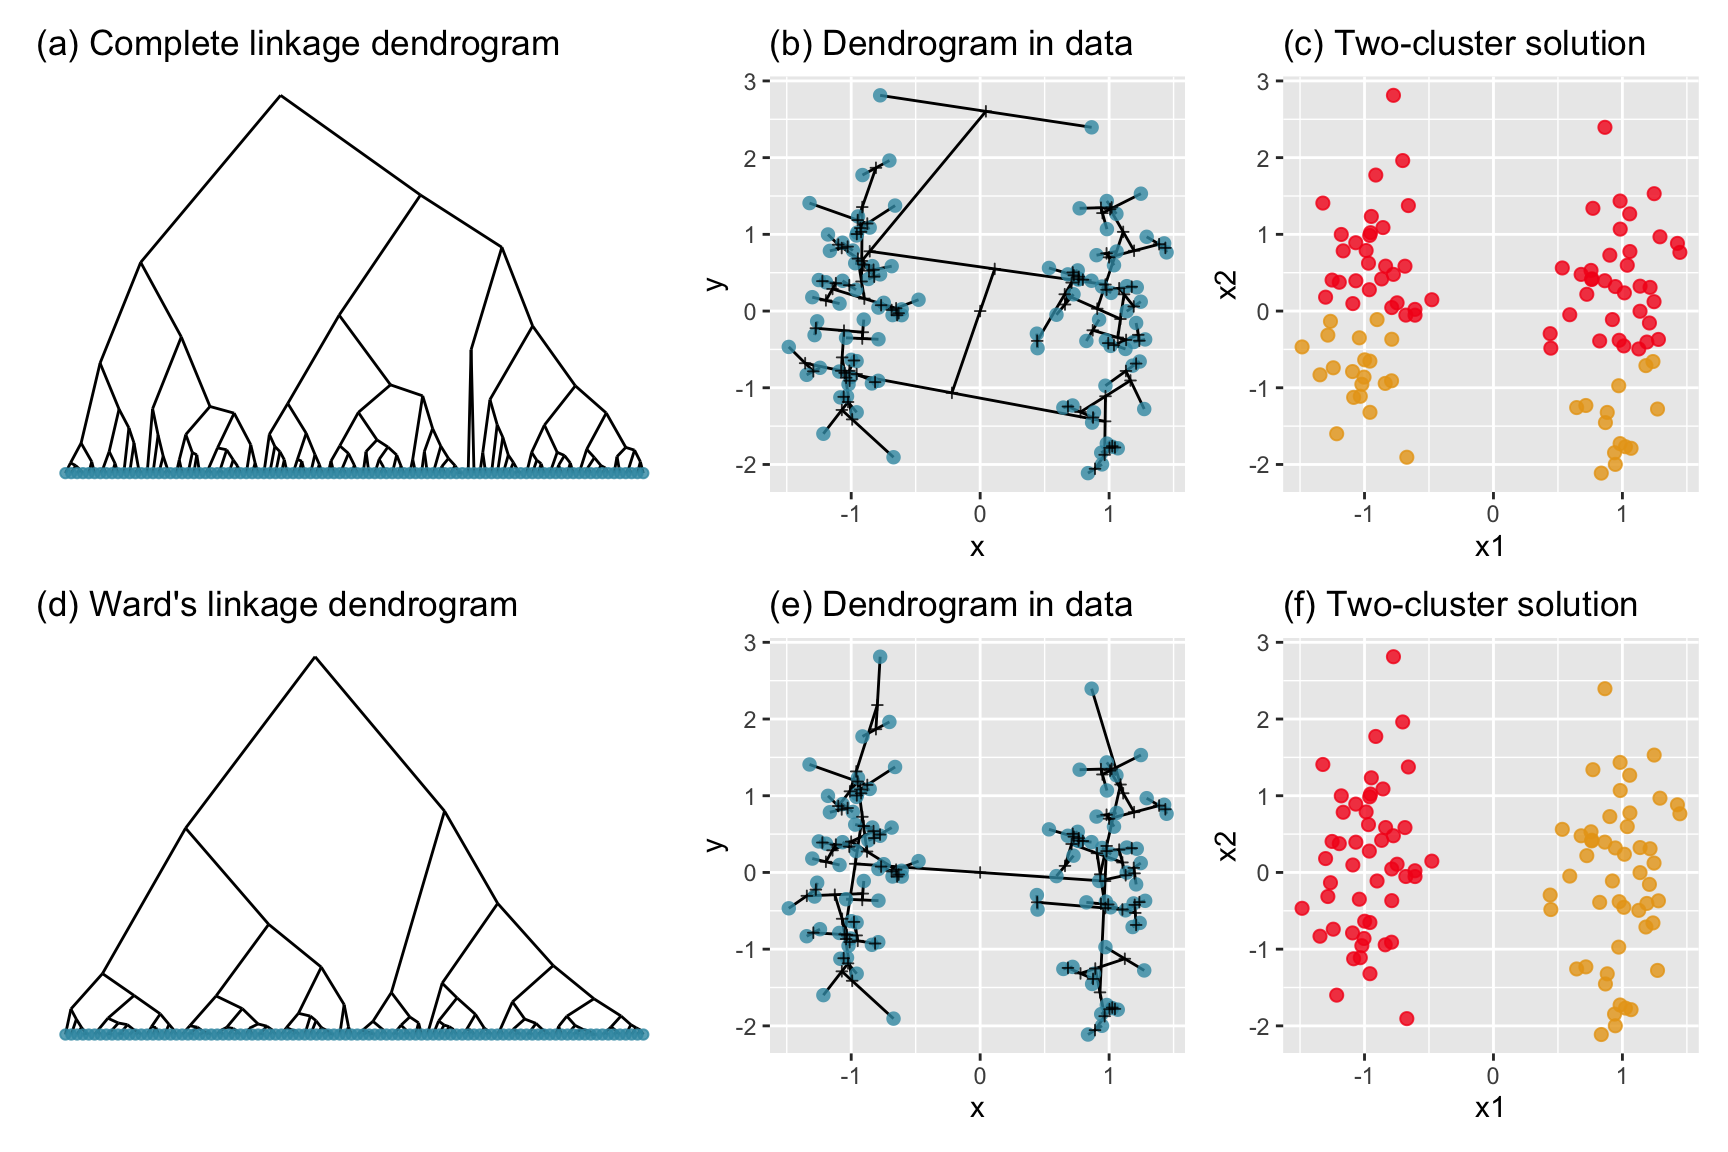 (a) Complete linkage dendrogram
(b) Dendrogram in data
3
2
1
0
-1
-2
y
-1
0
1
x
(c) Two-cluster solution
3
2
1
0
-1
-2
x2
-1
0
1
x1
(d) Ward's linkage dendrogram
(e) Dendrogram in data
3
2
1
0
-1
-2
y
-1
0
1
x
(f) Two-cluster solution
3
2
1
0
-1
-2
x2
-1
0
1
x1